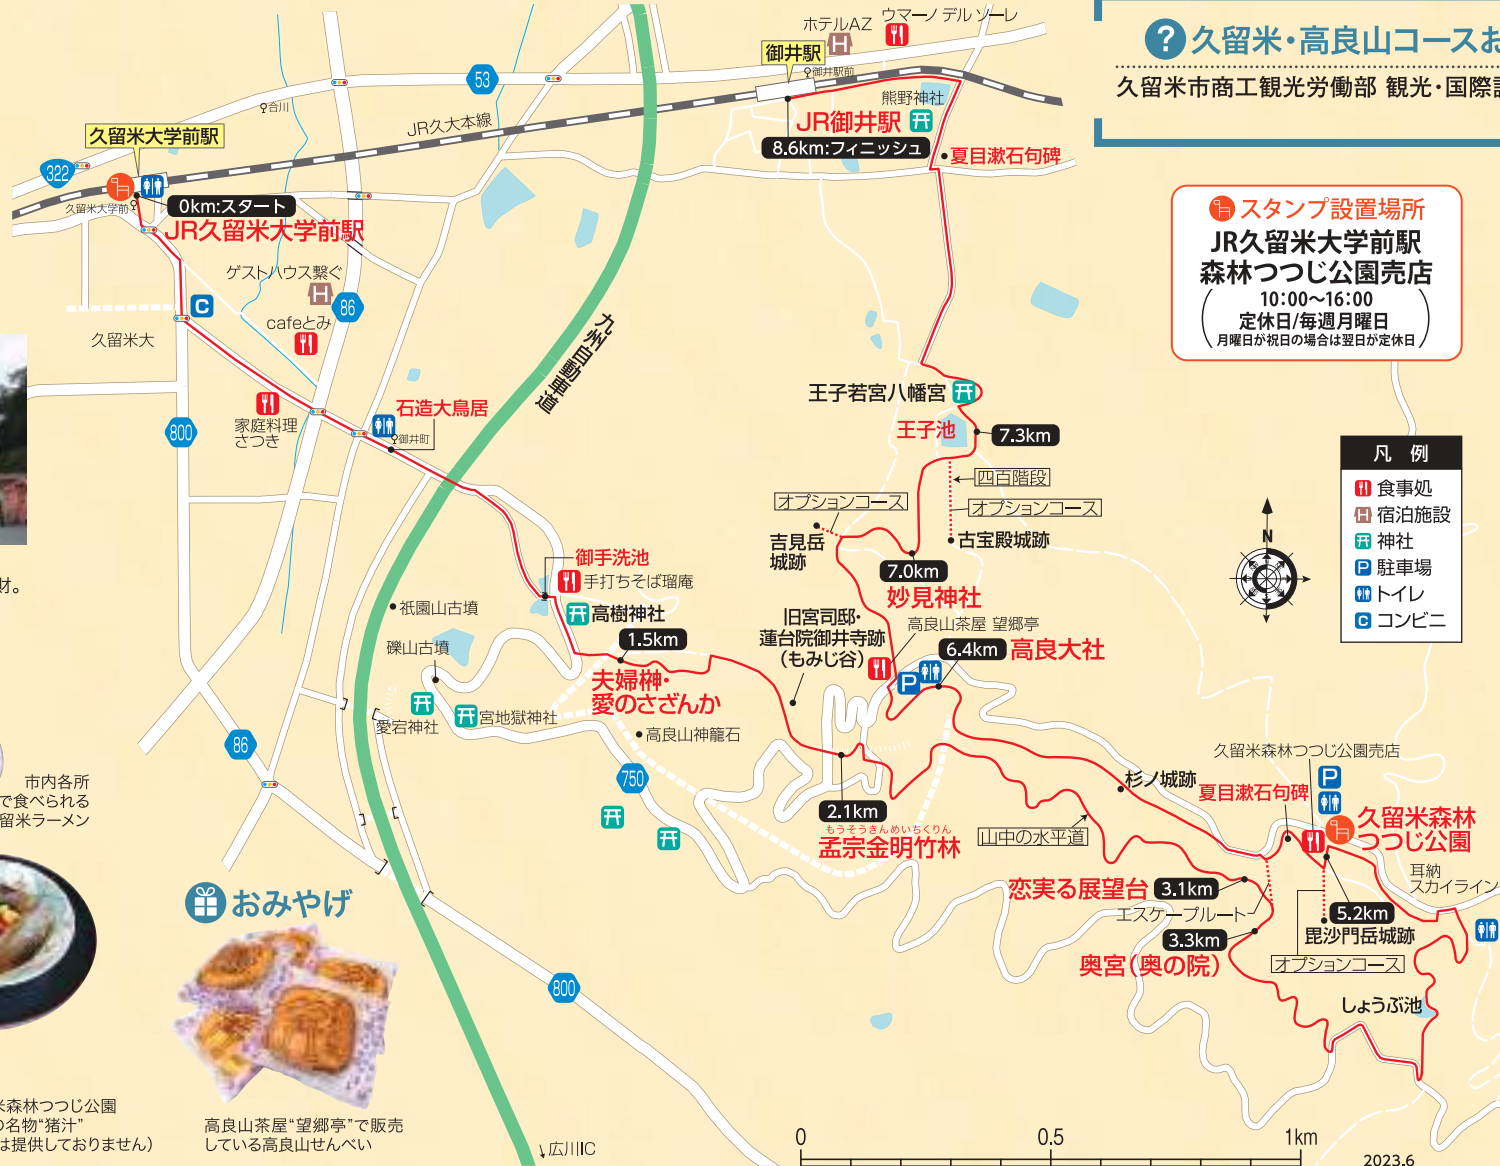 ホテルAZ
ウマーノ デル ソーレ
御井駅
御井駅前
53
合川
JR久大本線
久留米大学前駅
322
久留米大学前
0km:スタート
JR久留米大学前駅
熊野神社
JR御井駅
8.6km:フィニッシュ
夏目漱石句碑
? 久留米・高良山コースお
久留米市商工観光労働部 観光・国際
スタンプ設置場所
JR久留米大学前駅
森林つつじ公園売店
10:00〜16:00
定休日/毎週月曜日
月曜日が祝日の場合は翌日が定休日
ゲストハウス繋ぐ
H
86
cafeとみ
C
久留米大
九州自動車道
家庭料理
さつき
800
石造大鳥居
御井町
王子若宮八幡宮
王子池
7.3km
四百階段
オプションコース
オプションコース
吉見岳
城跡
古宝殿城跡
7.0km
妙見神社
凡 例
食事処
H 宿泊施設
神社
P 駐車場
トイレ
C コンビニ
N
財。
御手洗池
手打ちそば瑠庵
祇園山古墳
高樹神社
1.5km
礫山古墳
夫婦榊・
愛のさざんか
愛宕神社
宮地獄神社
高良山神籠石
旧宮司邸・
蓮台院御井寺跡
(もみじ谷)
高良山茶屋 望郷亭
6.4km
高良大社
P
86
750
2.1km
もうそうきんめいちくりん
孟宗金明竹林
山中の水平道
杉ノ城跡
久留米森林つつじ公園売店
P
夏目漱石句碑
久留米森林
つつじ公園
耳納
スカイライン
恋実る展望台
3.1km
エスケープルート
3.3km
奥宮(奥の院)
5.2km
毘沙門岳城跡
オプションコース
しょうぶ池
市内各所
で食べられる
留米ラーメン
おみやげ
800
米森林つつじ公園
の名物“猪汁”
は提供しておりません)
高良山茶屋“望郷亭”で販売
している高良山せんべい
広川IC
0
0.5
1km
2023.6